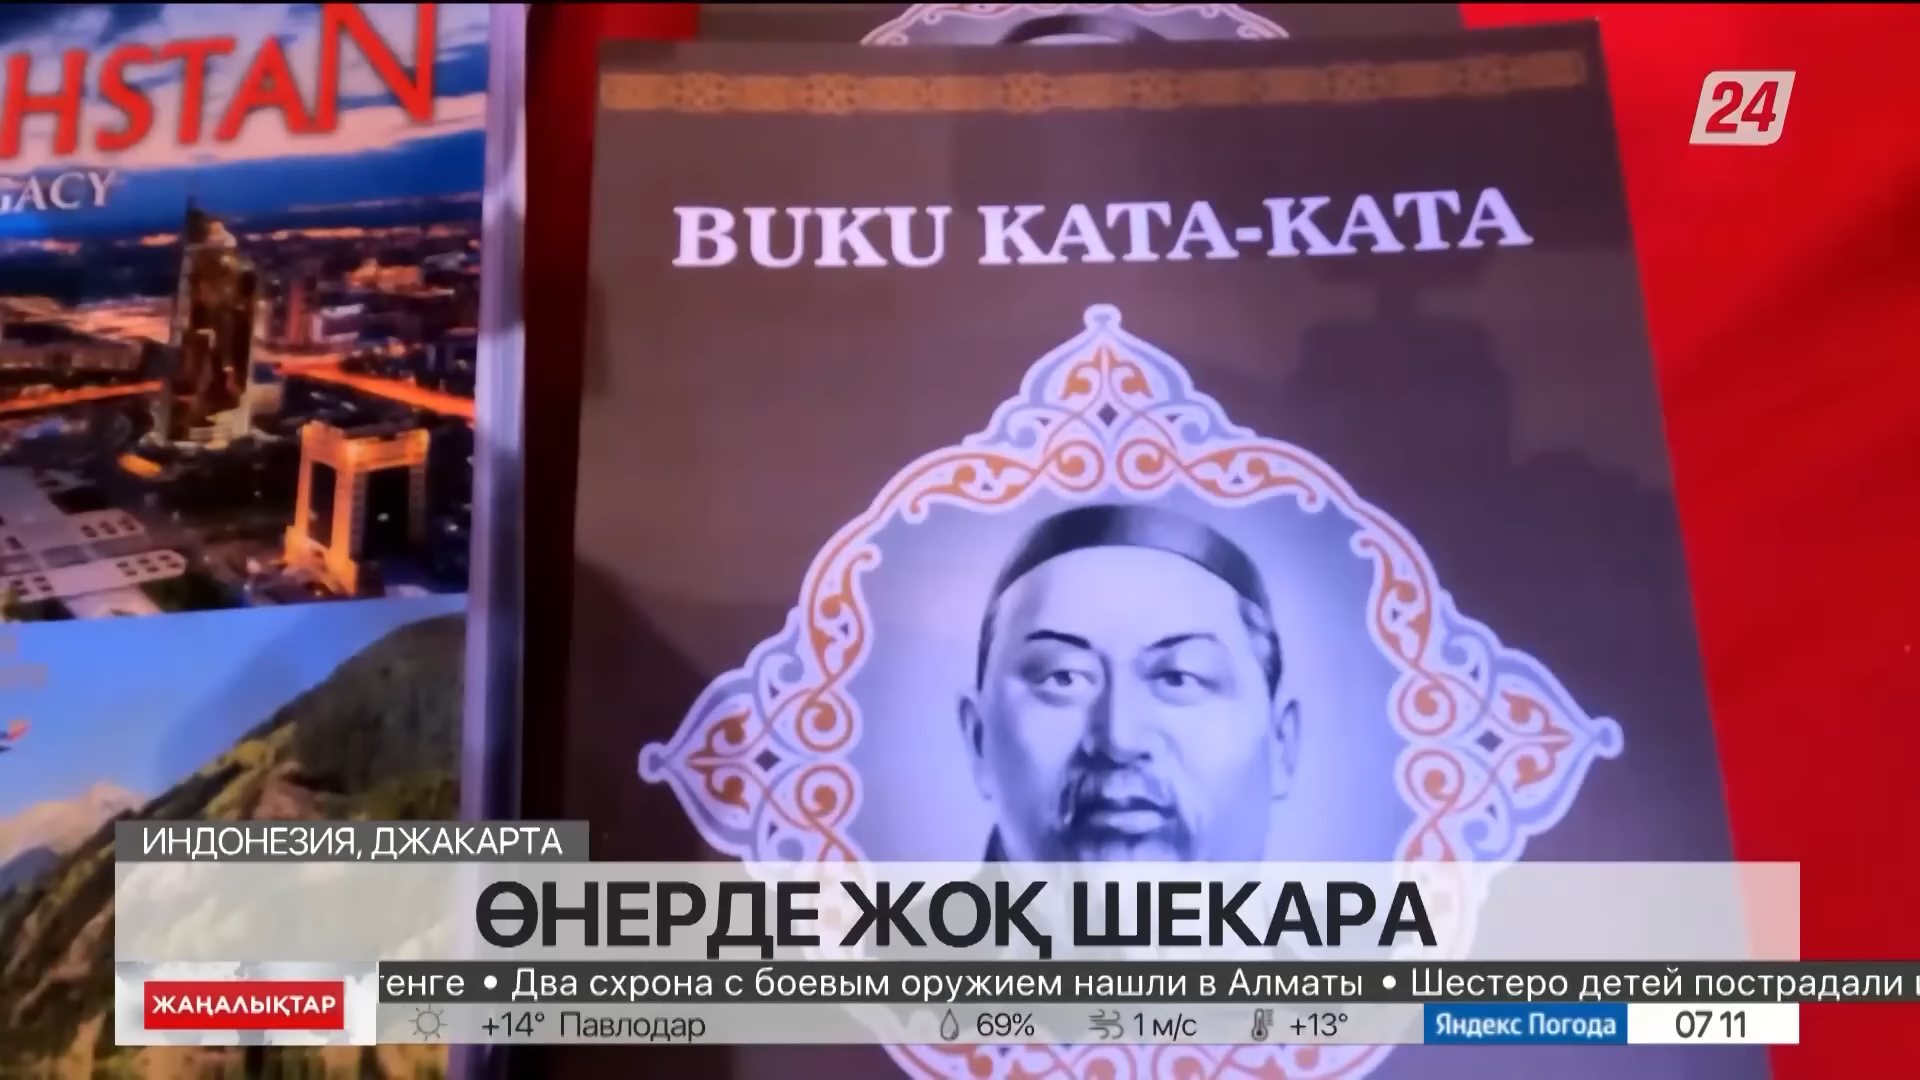 HSTAN
GACY
24
BUKU KATA-KATA
ИНДОНЕЗИЯ, ДЖАКАРТА
ӨНЕРДЕ ЖОҚ ШЕКАРА
ЖАҢАЛЫҚТАР
тенге • Два схрона с боевым оружием нашли в Алматы • Шестеро детей пострадали
+14° Павлодар 69% 1 м/с +13° Яндекс Погода 07 11